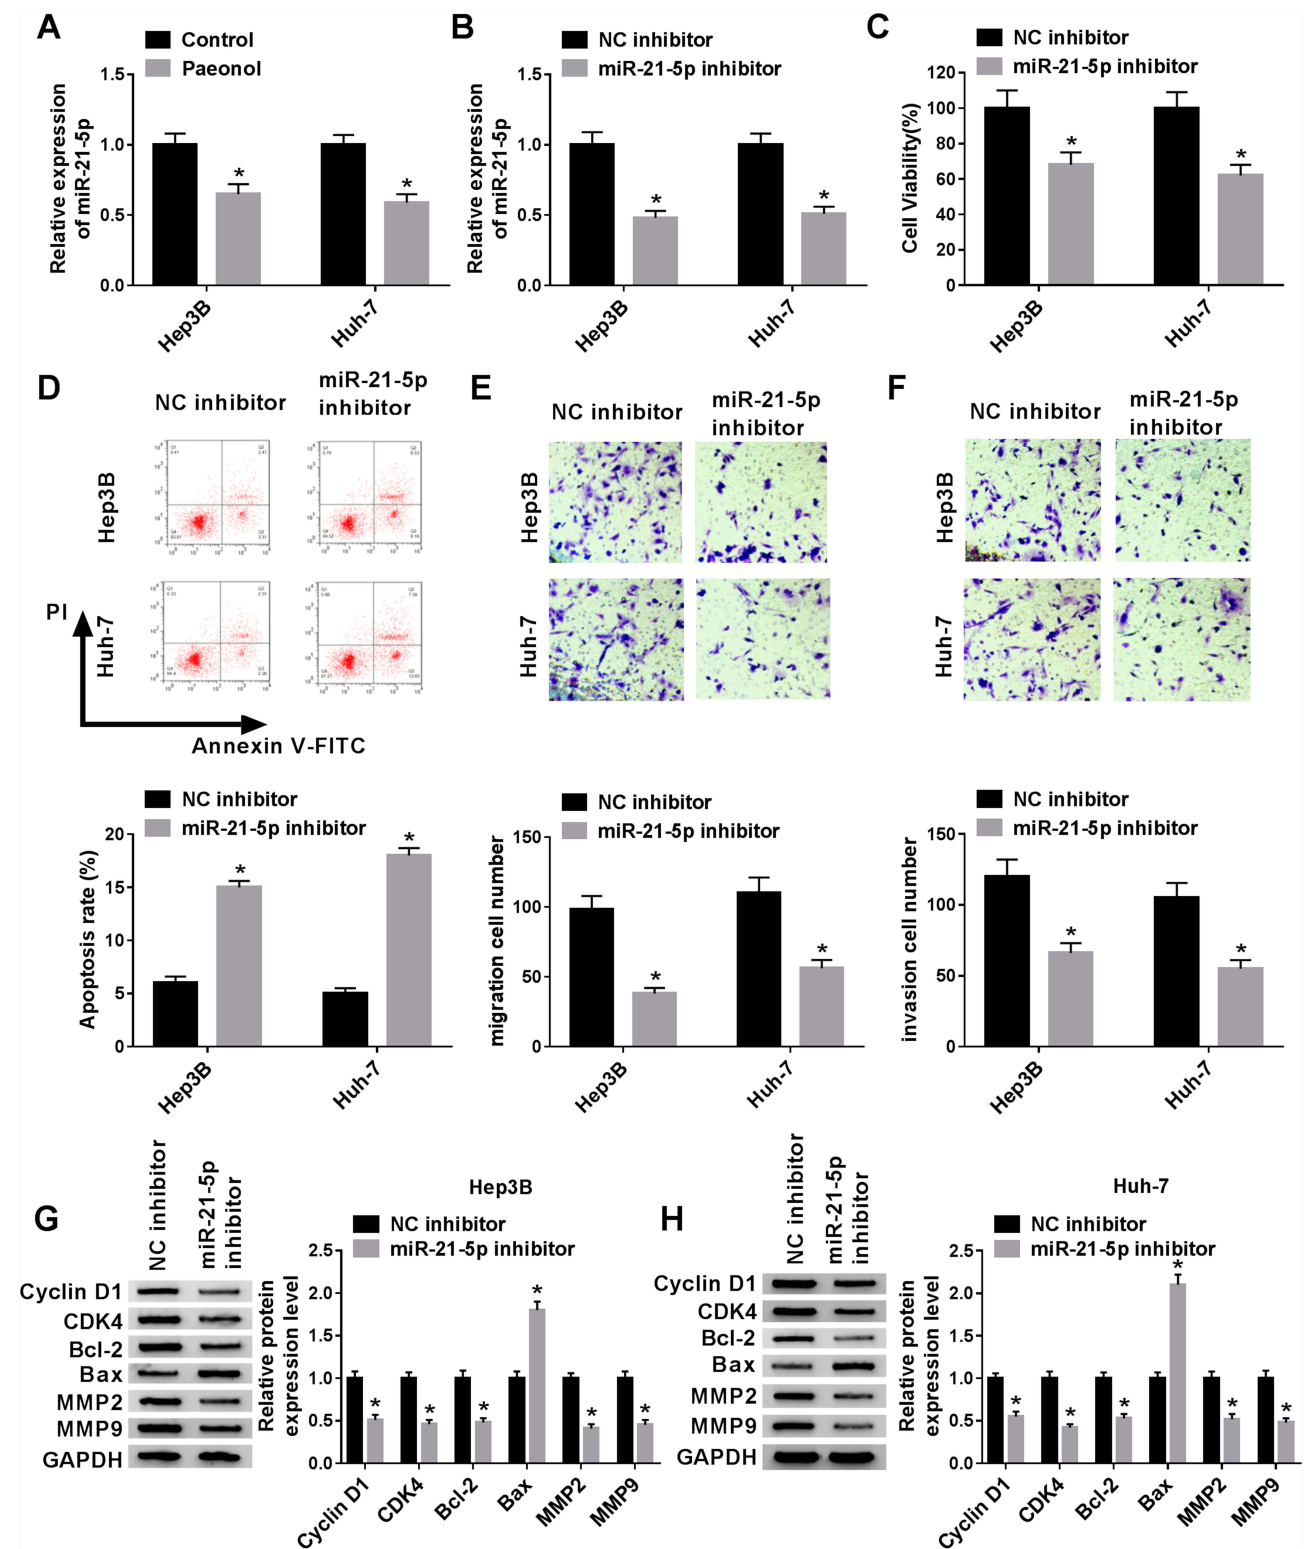 A
Control
Paeonol
Relative expression
of miR-21-5p
1.5
1.0
0.5
0.0
*
*
Hep3B
Huh-7
B
NC inhibitor
miR-21-5p inhibitor
Relative expression
of miR-21-5p
1.5
1.0
0.5
0.0
*
*
Hep3B
Huh-7
C
NC inhibitor
miR-21-5p inhibitor
Cell Viability(%)
120
100
80
60
40
20
0
*
*
Hep3B
Huh-7
D
NC inhibitor
miR-21-5p
inhibitor
Hep3B
Huh-7
PI
Annexin V-FITC
NC inhibitor
miR-21-5p inhibitor
Apoptosis rate (%)
20
15
10
5
0
*
*
Hep3B
Huh-7
E
NC inhibitor
miR-21-5p
inhibitor
Hep3B
Huh-7
NC inhibitor
miR-21-5p inhibitor
migration cell number
150
100
50
0
*
*
Hep3B
Huh-7
F
NC inhibitor
miR-21-5p
inhibitor
Hep3B
Huh-7
NC inhibitor
miR-21-5p inhibitor
invasion cell number
150
100
50
0
*
*
Hep3B
Huh-7
G
NC inhibitor
miR-21-5p
inhibitor
Cyclin D1
CDK4
Bcl-2
Bax
MMP2
MMP9
GAPDH
Hep3B
NC inhibitor
miR-21-5p inhibitor
Relative protein
expression level
2.5
2.0
1.5
1.0
0.5
0.0
*
*
*
*
*
*
Cyclin D1
CDK4
Bcl-2
Bax
MMP2
MMP9
H
NC inhibitor
miR-21-5p
inhibitor
Cyclin D1
CDK4
Bcl-2
Bax
MMP2
MMP9
GAPDH
Huh-7
NC inhibitor
miR-21-5p inhibitor
Relative protein
expression level
2.5
2.0
1.5
1.0
0.5
0.0
*
*
*
*
*
*
Cyclin D1
CDK4
Bcl-2
Bax
MMP2
MMP9